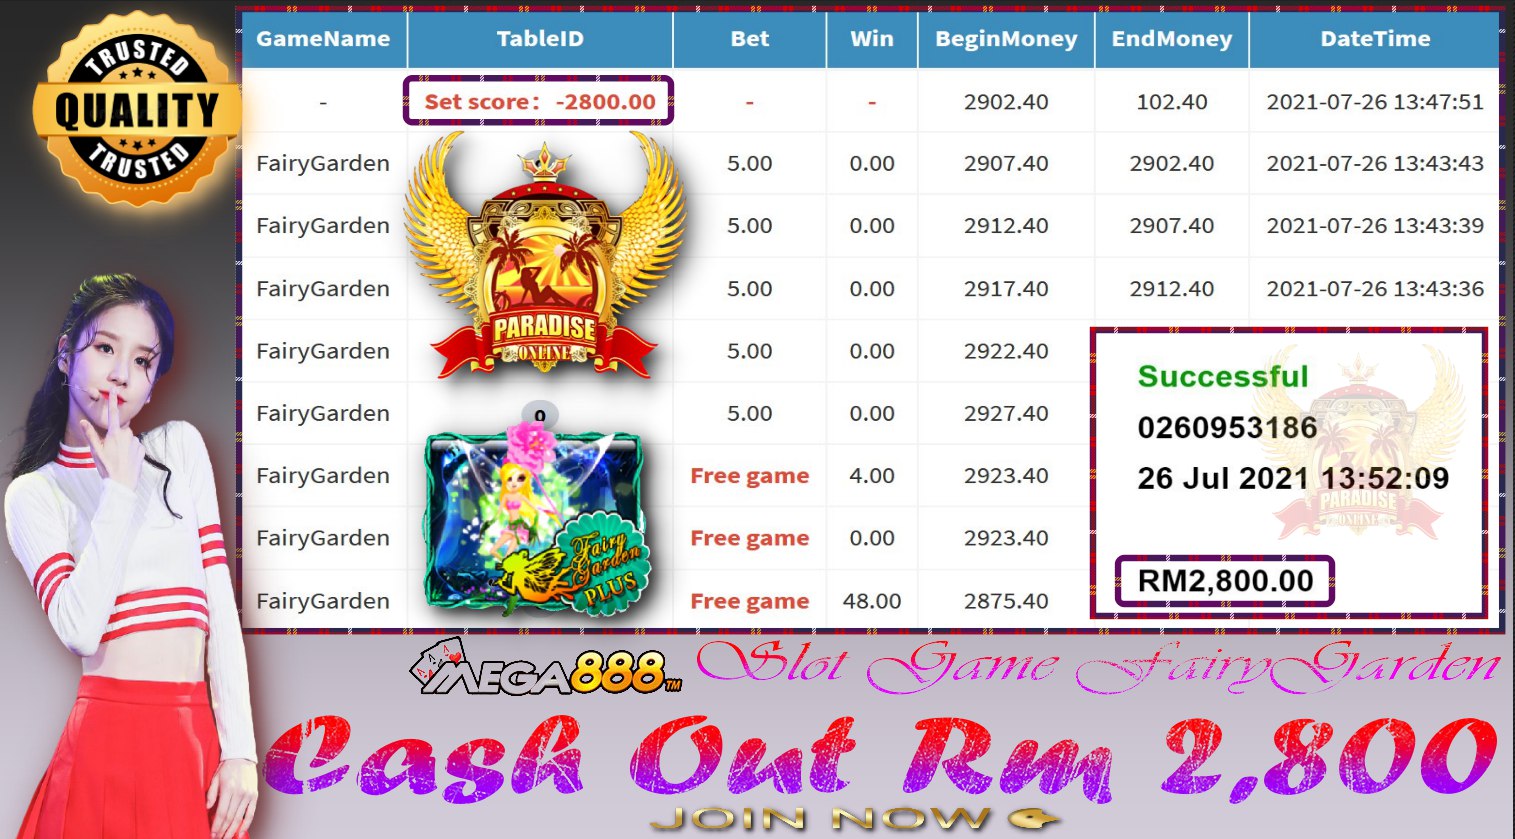 TRUSTED
QUALITY
TRUSTED
GameName TableID Bet Win BeginMoney EndMoney DateTime
- Set score: -2800.00 - - 2902.40 102.40 2021-07-26 13:47:51
FairyGarden 5.00 0.00 2907.40 2902.40 2021-07-26 13:43:43
FairyGarden 5.00 0.00 2912.40 2907.40 2021-07-26 13:43:39
FairyGarden 5.00 0.00 2917.40 2912.40 2021-07-26 13:43:36
FairyGarden 5.00 0.00 2922.40
FairyGarden 0 5.00 0.00 2927.40
FairyGarden Free game 4.00 2923.40
FairyGarden Free game 0.00 2923.40
FairyGarden Free game 48.00 2875.40
PARADISE
ONLINE
Fairy
Garden
PLUS
Successful
0260953186
26 Jul 2021 13:52:09
PARADISE
ONLINE
RM2,800.00
MEGA888 TM Slot Game FairyGarden
Cash Out Rm 2,800
JOIN NOW